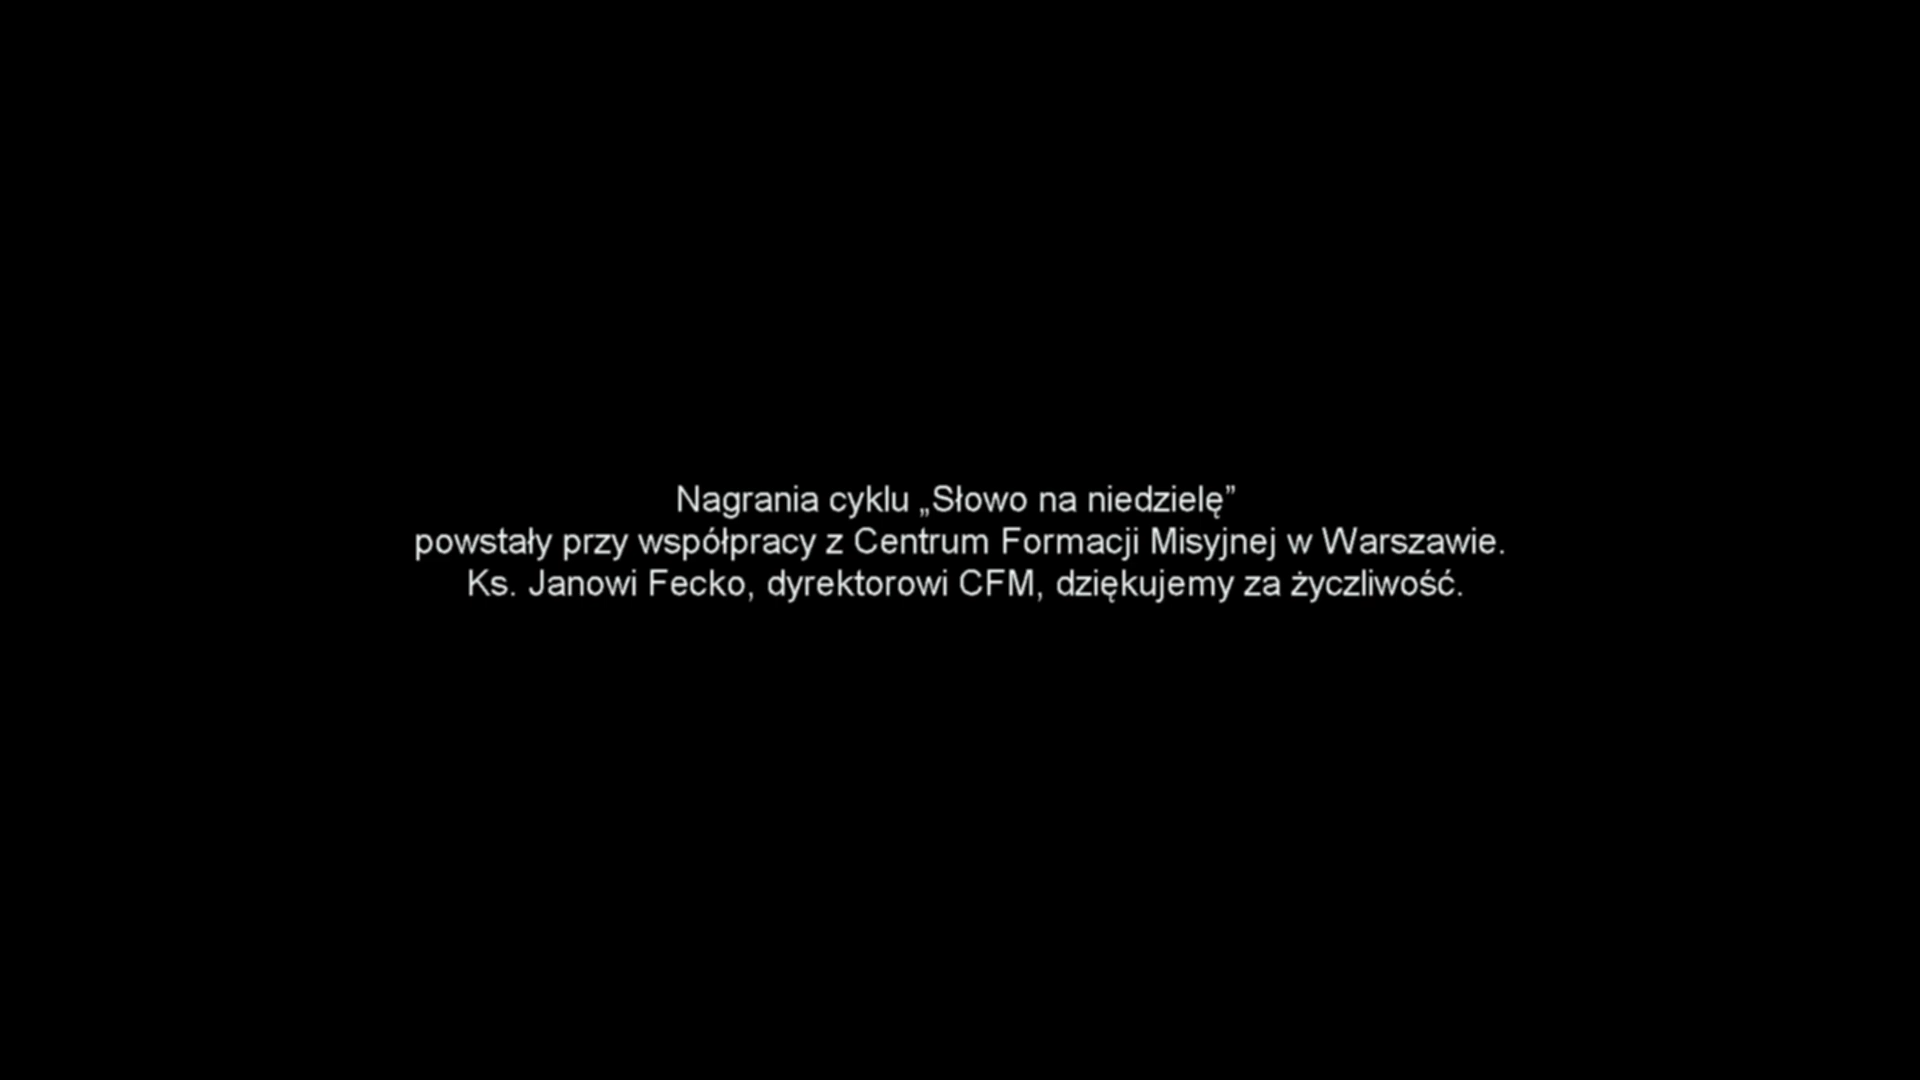 Nagrania cyklu „Słowo na niedzielę”
powstały przy współpracy z Centrum Formacji Misyjnej w Warszawie.
Ks. Janowi Fecko, dyrektorowi CFM, dziękujemy za życzliwość.